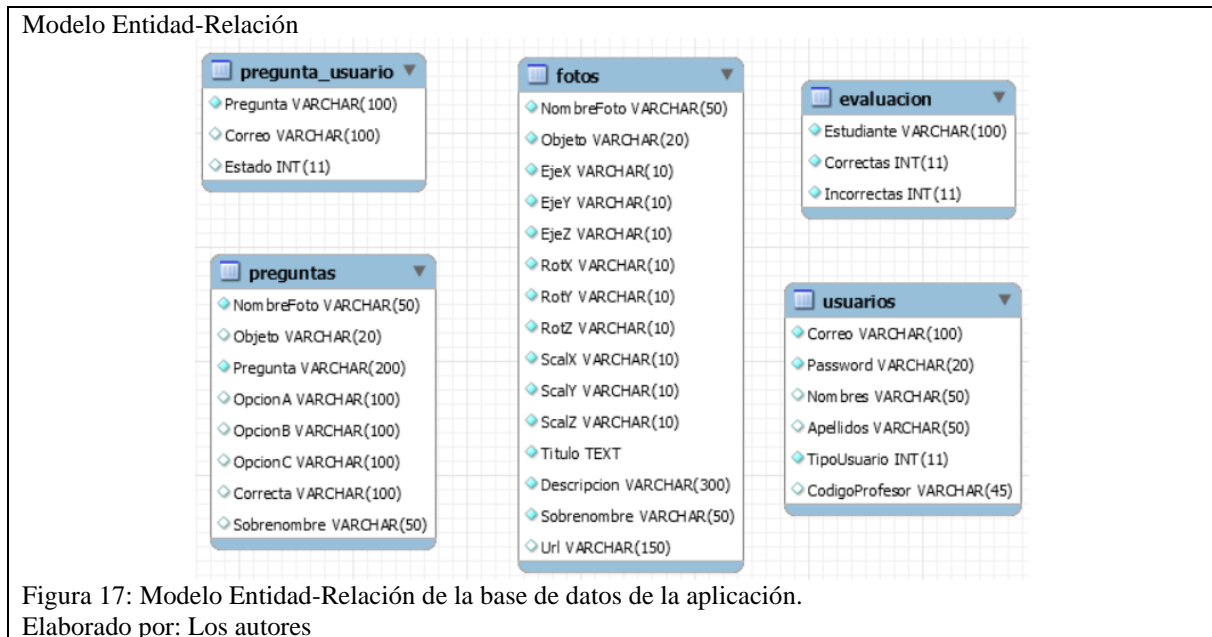 Modelo Entidad-Relación
pregunta_usuario
Pregunta VARCHAR(100)
Correo VARCHAR(100)
Estado INT(11)
preguntas
NombreFoto VARCHAR(50)
Objeto VARCHAR(20)
Pregunta VARCHAR(200)
OpcionA VARCHAR(100)
OpcionB VARCHAR(100)
OpcionC VARCHAR(100)
Correcta VARCHAR(100)
Sobrenombre VARCHAR(50)
fotos
NombreFoto VARCHAR(50)
Objeto VARCHAR(20)
EjeX VARCHAR(10)
EjeY VARCHAR(10)
EjeZ VARCHAR(10)
RotX VARCHAR(10)
RotY VARCHAR(10)
RotZ VARCHAR(10)
ScalX VARCHAR(10)
ScalY VARCHAR(10)
ScalZ VARCHAR(10)
Titulo TEXT
Descripcion VARCHAR(300)
Sobrenombre VARCHAR(50)
Url VARCHAR(150)
evaluacion
Estudiante VARCHAR(100)
Correctas INT(11)
Incorrectas INT(11)
usuarios
Correo VARCHAR(100)
Password VARCHAR(20)
Nombres VARCHAR(50)
Apellidos VARCHAR(50)
TipoUsuario INT(11)
CodigoProfesor VARCHAR(45)
Figura 17: Modelo Entidad-Relación de la base de datos de la aplicación.
Elaborado por: Los autores